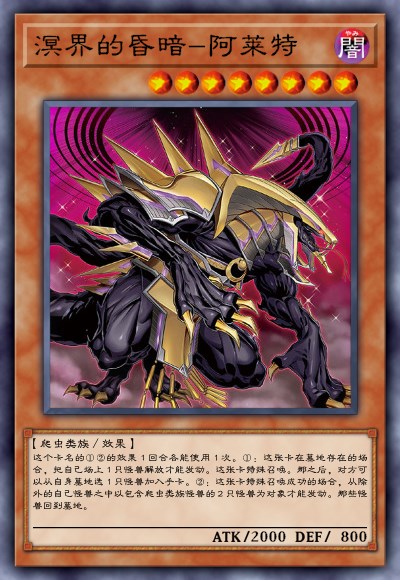 溟界的昏暗-阿莱特
やみ
闇
【爬虫类族/效果】
这个卡名的①②的效果1回合各能使用1次。①：这张卡在墓地存在的场
合，把自己场上1只怪兽解放才能发动。这张卡特殊召唤。那之后，对方可
以从自身墓地选1只怪兽加入手卡。②：这张卡特殊召唤成功的场合，从除
外的自己怪兽之中以包含爬虫类族怪兽的2只怪兽为对象才能发动。那些怪
兽回到墓地。
ATK/2000 DEF/ 800